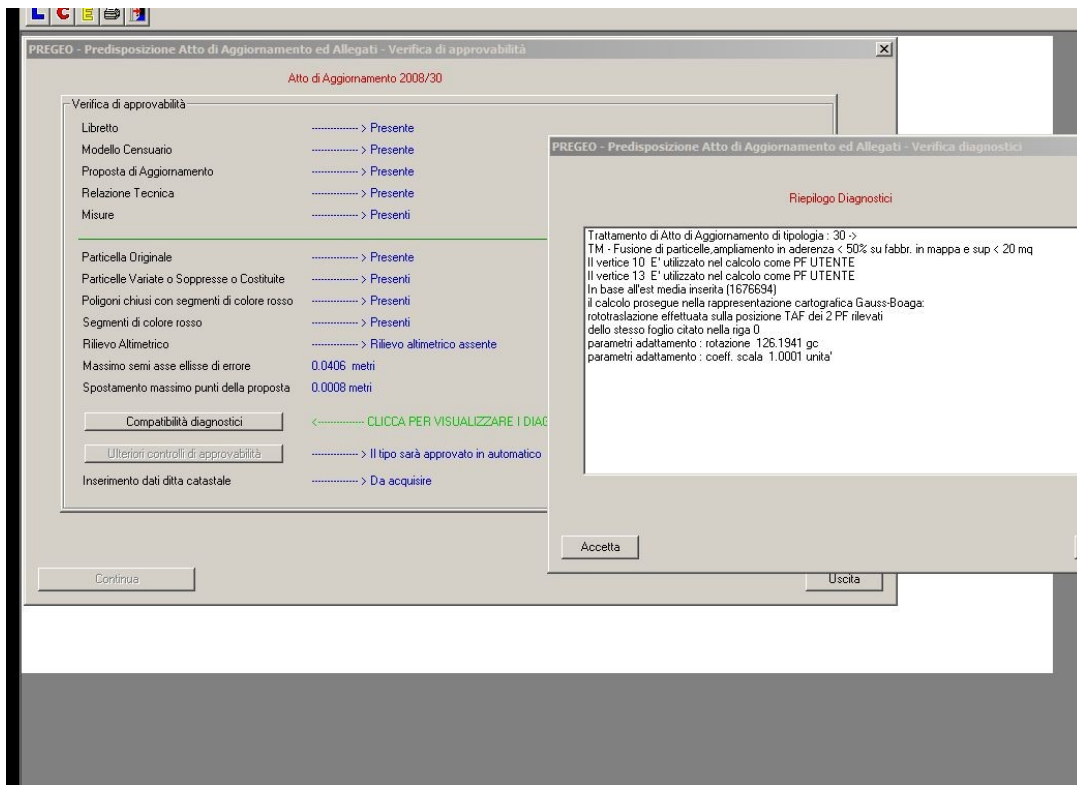 L C E
PREGEO - Predisposizione Atto di Aggiornamento ed Allegati - Verifica di approvabilità
Atto di Aggiornamento 2008/30
Verifica di approvabilità
Libretto -------------- > Presente
Modello Censuario -------------- > Presente
Proposta di Aggiornamento -------------- > Presente
Relazione Tecnica -------------- > Presente
Misure -------------- > Presenti
Particella Originale -------------- > Presente
Particelle Variate o Soppresse o Costituite -------------- > Presenti
Poligoni chiusi con segmenti di colore rosso -------------- > Presenti
Segmenti di colore rosso -------------- > Presenti
Rilievo Altimetrico -------------- > Rilievo altimetrico assente
Massimo semi asse ellisse di errore 0.0406 metri
Spostamento massimo punti della proposta 0.0008 metri
Compatibilità diagnostici <-------------- CLICCA PER VISUALIZZARE I DIAG
Ulteriori controlli di approvabilità -------------- > Il tipo sarà approvato in automatico
Inserimento dati ditta catastale -------------- > Da acquisire
Continua
Uscita
PREGEO - Predisposizione Atto di Aggiornamento ed Allegati - Verifica diagnostici
Riepilogo Diagnostici
Trattamento di Atto di Aggiornamento di tipologia : 30 ->
TM - Fusione di particelle,ampliamento in aderenza < 50% su fabbr. in mappa e sup < 20 mq
Il vertice 10 E' utilizzato nel calcolo come PF UTENTE
Il vertice 13 E' utilizzato nel calcolo come PF UTENTE
In base all'est media inserita (1676694)
il calcolo prosegue nella rappresentazione cartografica Gauss-Boaga:
rototraslazione effettuata sulla posizione TAF dei 2 PF rilevati
dello stesso foglio citato nella riga 0
parametri adattamento : rotazione 126.1941 gc
parametri adattamento : coeff. scala 1.0001 unita'
Accetta